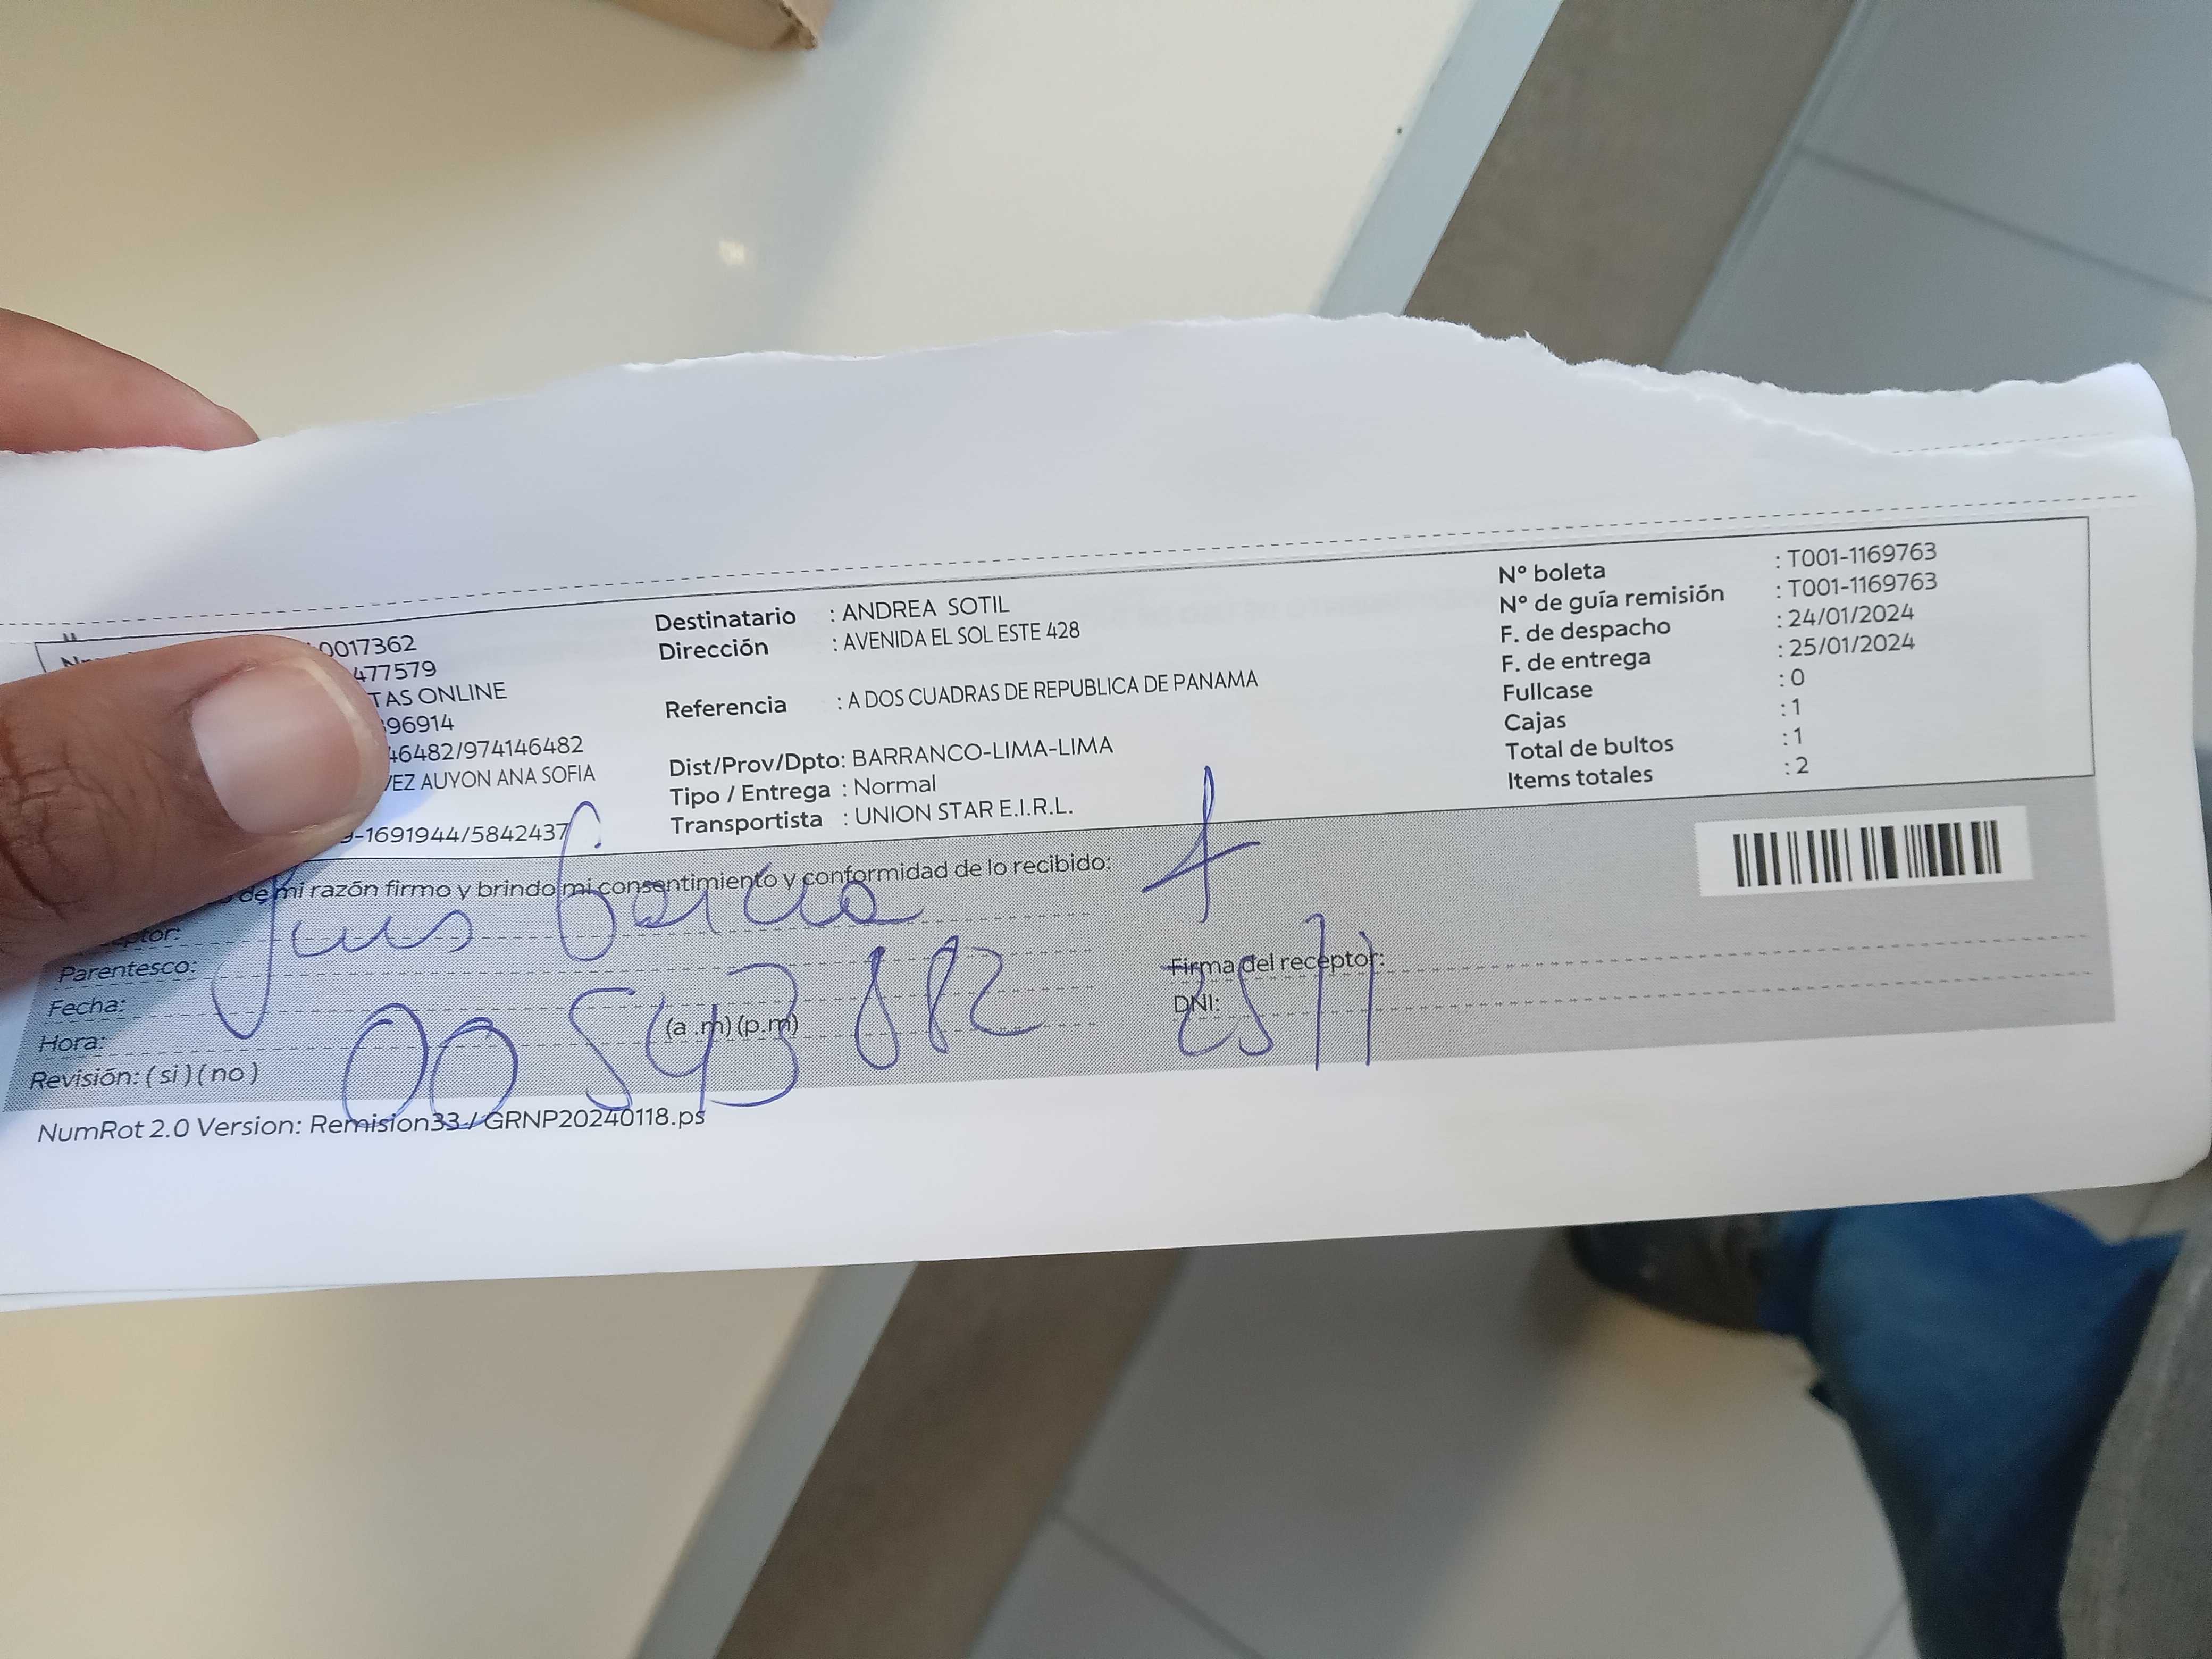 0017362
477579
TAS ONLINE
96914
46482/974146482
VEZ AUYON ANA SOFIA
-1691944/5842437
Destinatario : ANDREA SOTIL
Dirección : AVENIDA EL SOL ESTE 428
Referencia : A DOS CUADRAS DE REPUBLICA DE PANAMA
Dist/Prov/Dpto: BARRANCO-LIMA-LIMA
Tipo / Entrega : Normal
Transportista : UNION STAR E.I.R.L.
N° boleta : T001-1169763
N° de guía remisión : T001-1169763
F. de despacho : 24/01/2024
F. de entrega : 25/01/2024
Fullcase : 0
Cajas : 1
Total de bultos : 1
Items totales : 2
de mi razón firmo y brindo mi consentimiento y conformidad de lo recibido:
ptor: Luis Garcia
Parentesco:
Fecha:
Hora: (a .m) (p.m)
00543882
Revisión: ( si ) ( no )
Firma del receptor:
DNI:
NumRot 2.0 Version: Remision33 / GRNP20240118.ps